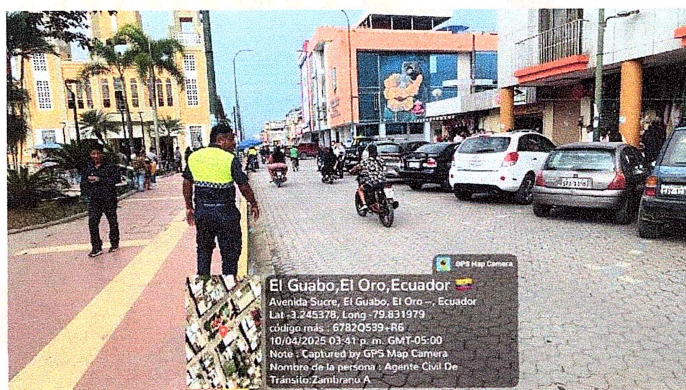 GPS Map Camera
El Guabo,El Oro,Ecuador 🇪🇨
Avenida Sucre, El Guabo, El Oro –, Ecuador
Lat -3.245378, Long -79.831979
código más : 6782Q539+R6
10/04/2025 03:41 p. m. GMT-05:00
Note : Captured by GPS Map Camera
Nombre de la persona : Agente Civil De
Tránsito:Zambrano A